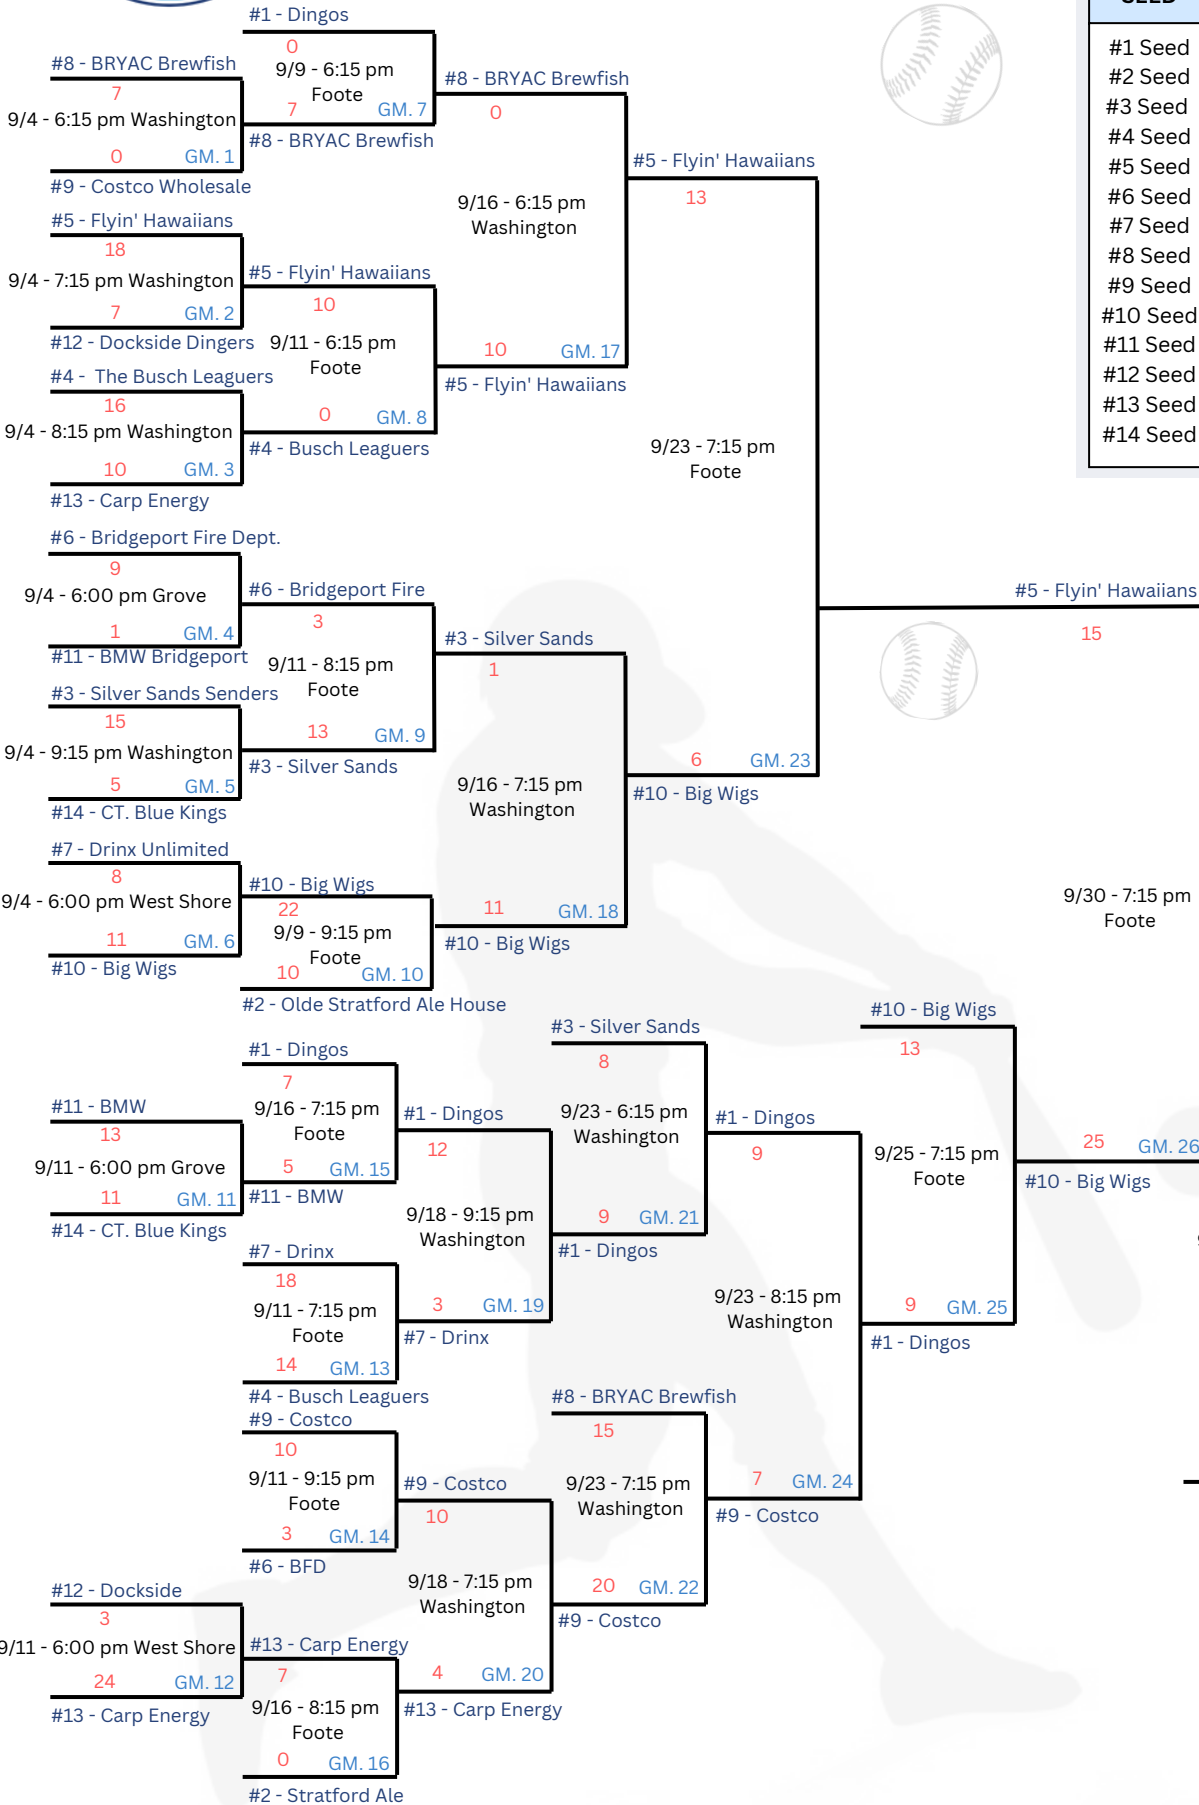 SEED
#1 Seed
#2 Seed
#3 Seed
#4 Seed
#5 Seed
#6 Seed
#7 Seed
#8 Seed
#9 Seed
#10 Seed
#11 Seed
#12 Seed
#13 Seed
#14 Seed
#8 - BRYAC Brewfish
7
9/4 - 6:15 pm Washington
0
GM. 1
#9 - Costco Wholesale
#5 - Flyin' Hawaiians
18
9/4 - 7:15 pm Washington
7
GM. 2
#12 - Dockside Dingers
#4 - The Busch Leaguers
16
9/4 - 8:15 pm Washington
10
GM. 3
#13 - Carp Energy
#6 - Bridgeport Fire Dept.
9
9/4 - 6:00 pm Grove
1
GM. 4
#11 - BMW Bridgeport
#3 - Silver Sands Senders
15
9/4 - 9:15 pm Washington
5
GM. 5
#14 - CT. Blue Kings
#7 - Drinx Unlimited
8
9/4 - 6:00 pm West Shore
11
GM. 6
#10 - Big Wigs
#1 - Dingos
0
9/9 - 6:15 pm
Foote
7
GM. 7
#8 - BRYAC Brewfish
#5 - Flyin' Hawaiians
10
9/11 - 6:15 pm
Foote
0
GM. 8
#4 - Busch Leaguers
#6 - Bridgeport Fire
3
9/11 - 8:15 pm
Foote
13
GM. 9
#3 - Silver Sands
#10 - Big Wigs
22
9/9 - 9:15 pm
Foote
10
GM. 10
#2 - Olde Stratford Ale House
#8 - BRYAC Brewfish
0
9/16 - 6:15 pm
Washington
10
GM. 17
#5 - Flyin' Hawaiians
#3 - Silver Sands
1
9/16 - 7:15 pm
Washington
11
GM. 18
#10 - Big Wigs
#5 - Flyin' Hawaiians
13
9/23 - 7:15 pm
Foote
6
GM. 23
#10 - Big Wigs
#5 - Flyin' Hawaiians
15
9/30 - 7:15 pm
Foote
25
GM. 26
#10 - Big Wigs
#11 - BMW
13
9/11 - 6:00 pm Grove
11
GM. 11
#14 - CT. Blue Kings
#12 - Dockside
3
9/11 - 6:00 pm West Shore
24
GM. 12
#13 - Carp Energy
#1 - Dingos
7
9/16 - 7:15 pm
Foote
5
GM. 15
#11 - BMW
#7 - Drinx
18
9/11 - 7:15 pm
Foote
14
GM. 13
#4 - Busch Leaguers
#9 - Costco
10
9/11 - 9:15 pm
Foote
3
GM. 14
#6 - BFD
#13 - Carp Energy
7
9/16 - 8:15 pm
Foote
0
GM. 16
#2 - Stratford Ale
#1 - Dingos
12
9/18 - 9:15 pm
Washington
3
GM. 19
#7 - Drinx
#9 - Costco
10
9/18 - 7:15 pm
Washington
4
GM. 20
#13 - Carp Energy
#3 - Silver Sands
8
9/23 - 6:15 pm
Washington
9
GM. 21
#1 - Dingos
#8 - BRYAC Brewfish
15
9/23 - 7:15 pm
Washington
20
GM. 22
#9 - Costco
#1 - Dingos
9
9/23 - 8:15 pm
Washington
7
GM. 24
#9 - Costco
#10 - Big Wigs
13
9/25 - 7:15 pm
Foote
9
GM. 25
#1 - Dingos